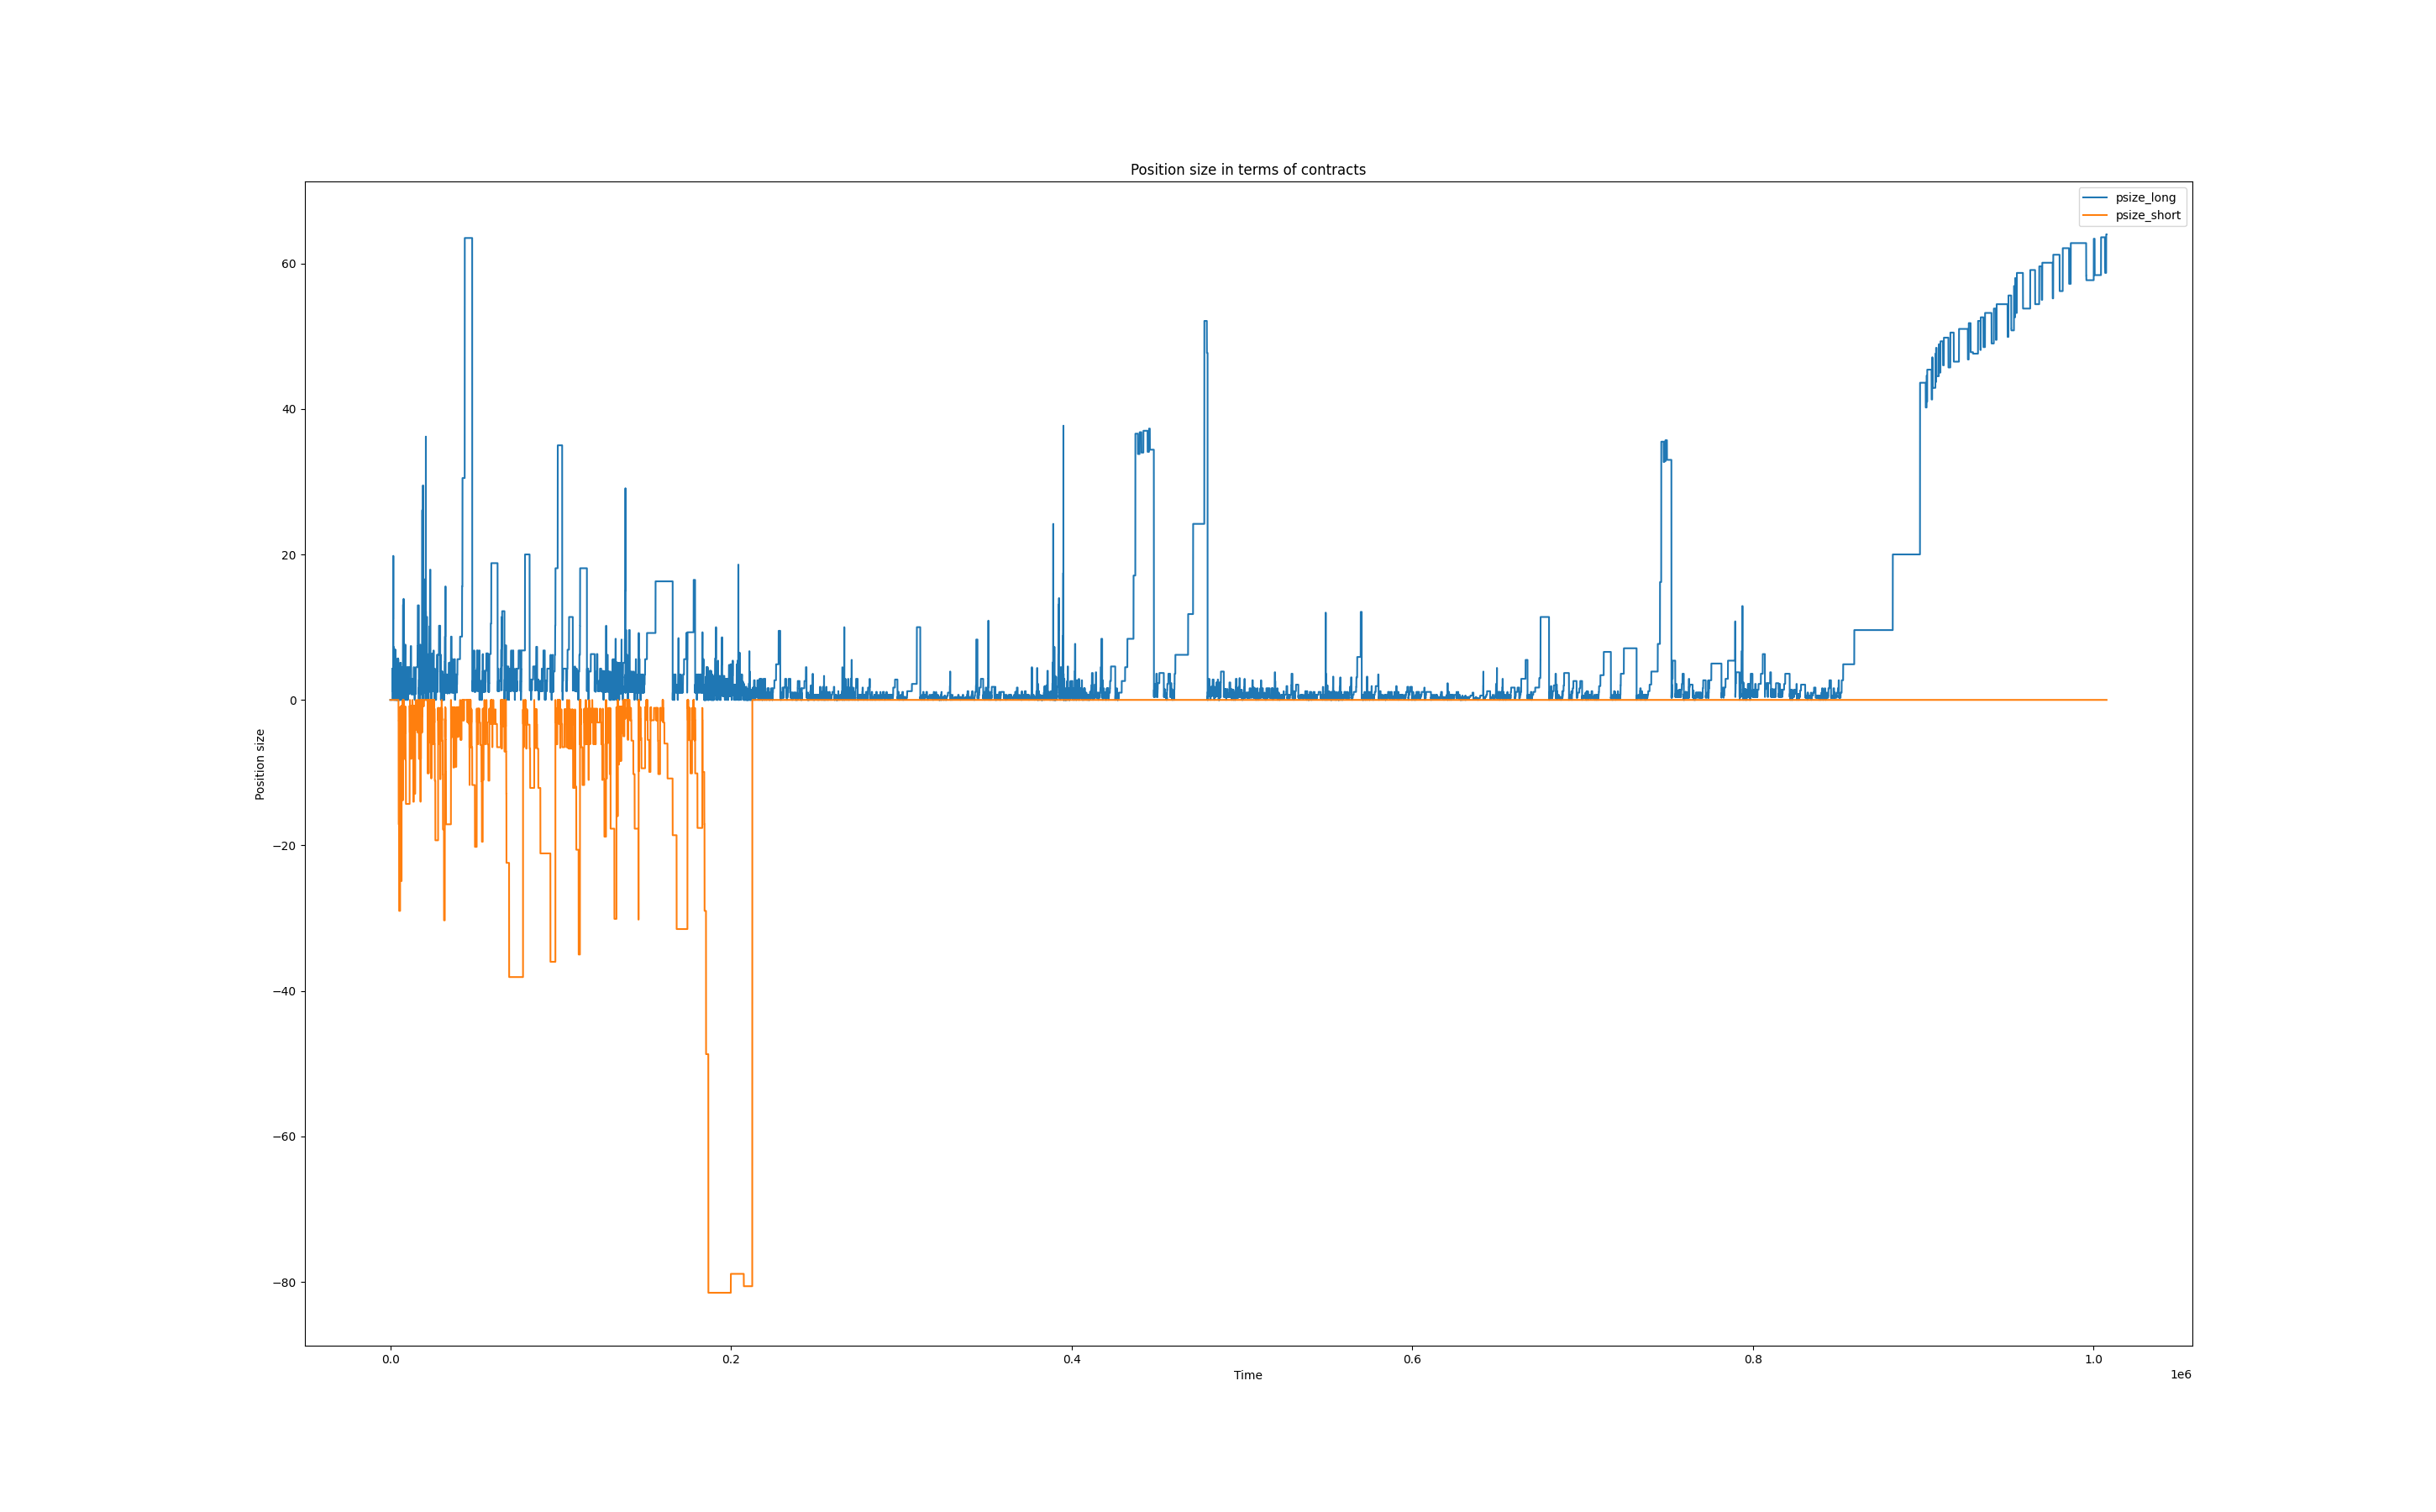 Position size in terms of contracts
psize_long
psize_short
60
40
20
0
−20
−40
−60
−80
Position size
0.0
0.2
0.4
0.6
0.8
1.0
Time
1e6